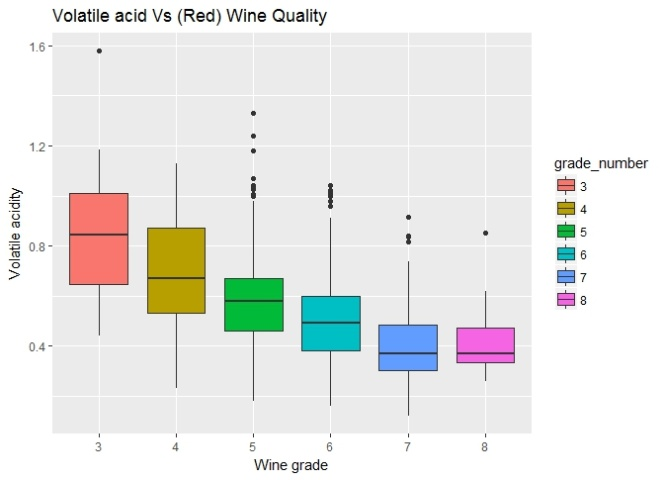 Volatile acid Vs (Red) Wine Quality
1.6
1.2
0.8
0.4
Volatile acidity
3 4 5 6 7 8
Wine grade
grade_number
3
4
5
6
7
8